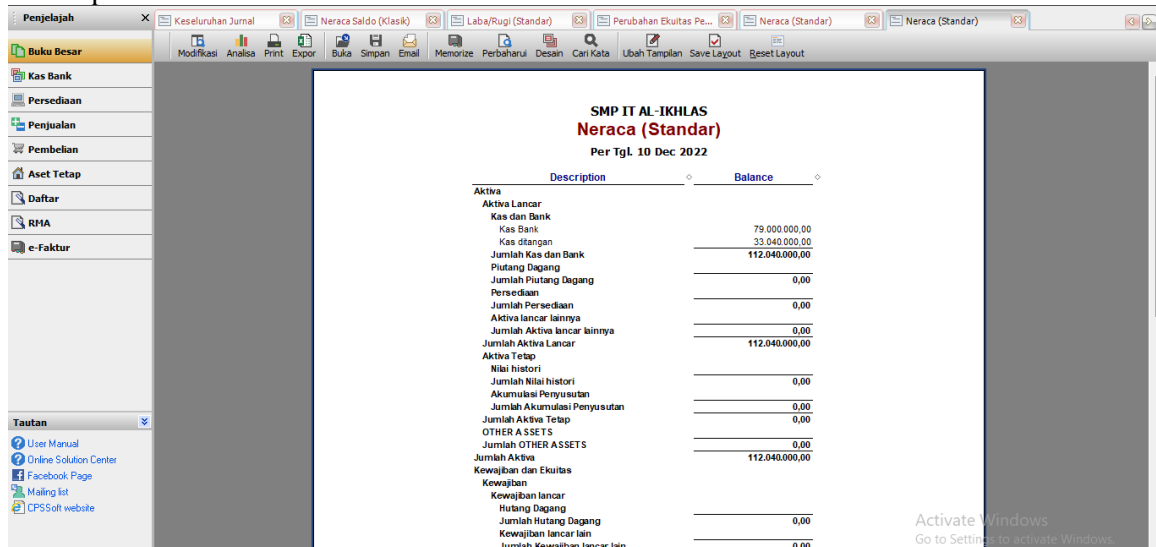 Penjelajah X
Keseluruhan Jurnal
Neraca Saldo (Klasik)
Laba/Rugi (Standar)
Perubahan Ekuitas Pe...
Neraca (Standar)
Neraca (Standar)
Modifikasi Analisa Print Expor Buka Simpan Email Memorize Perbaharui Desain Cari Kata Ubah Tampilan Save Layout Reset Layout
Buku Besar
Kas Bank
Persediaan
Penjualan
Pembelian
Aset Tetap
Daftar
RMA
e-Faktur
Tautan
User Manual
Online Solution Center
Facebook Page
Mailing list
CPSSoft website
SMP IT AL-IKHLAS
Neraca (Standar)
Per Tgl. 10 Dec 2022
Description Balance
Aktiva
Aktiva Lancar
Kas dan Bank
Kas Bank 79.000.000,00
Kas ditangan 33.040.000,00
Jumlah Kas dan Bank 112.040.000,00
Piutang Dagang
Jumlah Piutang Dagang 0,00
Persediaan
Jumlah Persediaan 0,00
Aktiva lancar lainnya
Jumlah Aktiva lancar lainnya 0,00
Jumlah Aktiva Lancar 112.040.000,00
Aktiva Tetap
Nilai histori
Jumlah Nilai histori 0,00
Akumulasi Penyusutan
Jumlah Akumulasi Penyusutan 0,00
Jumlah Aktiva Tetap 0,00
OTHER ASSETS
Jumlah OTHER ASSETS 0,00
Jumlah Aktiva 112.040.000,00
Kewajiban dan Ekuitas
Kewajiban
Kewajiban lancar
Hutang Dagang
Jumlah Hutang Dagang 0,00
Kewajiban lancar lain
Jumlah Kewajiban lancar lain 0,00
Activate Windows
Go to Settings to activate Windows.